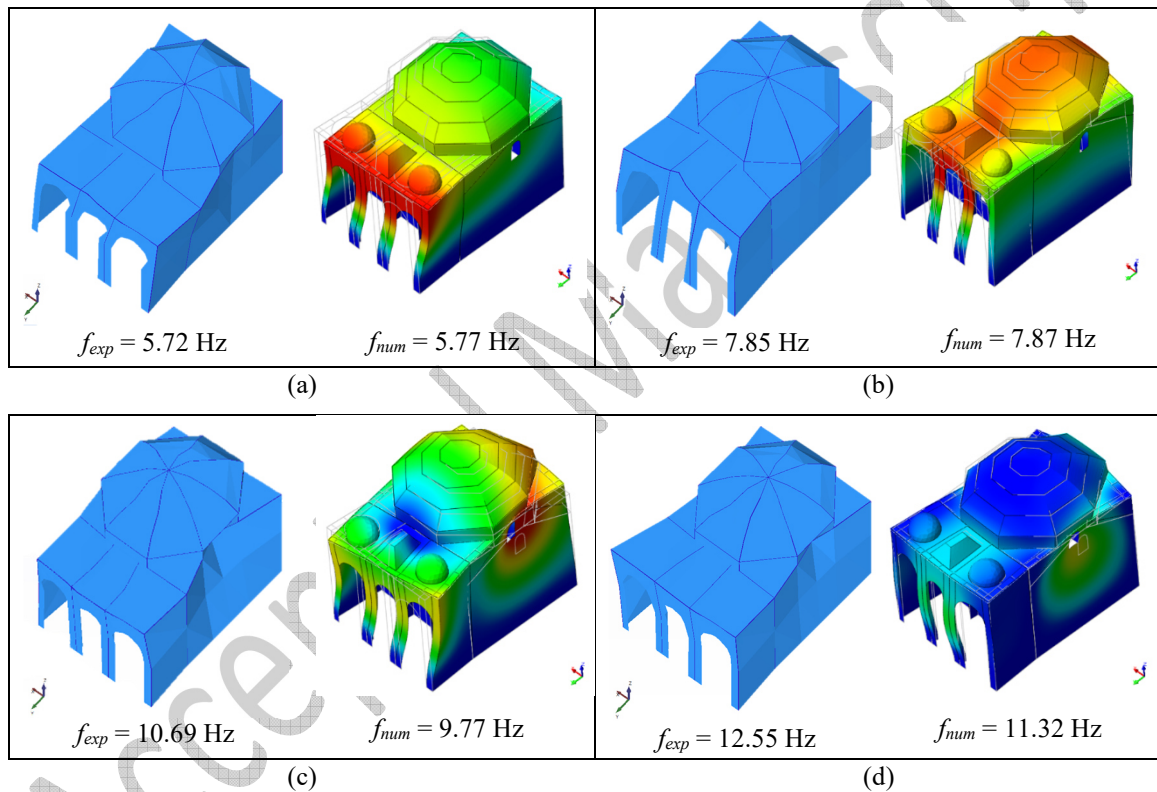 f_exp = 5.72 Hz f_num = 5.77 Hz
(a)
f_exp = 7.85 Hz f_num = 7.87 Hz
(b)
f_exp = 10.69 Hz f_num = 9.77 Hz
(c)
f_exp = 12.55 Hz f_num = 11.32 Hz
(d)